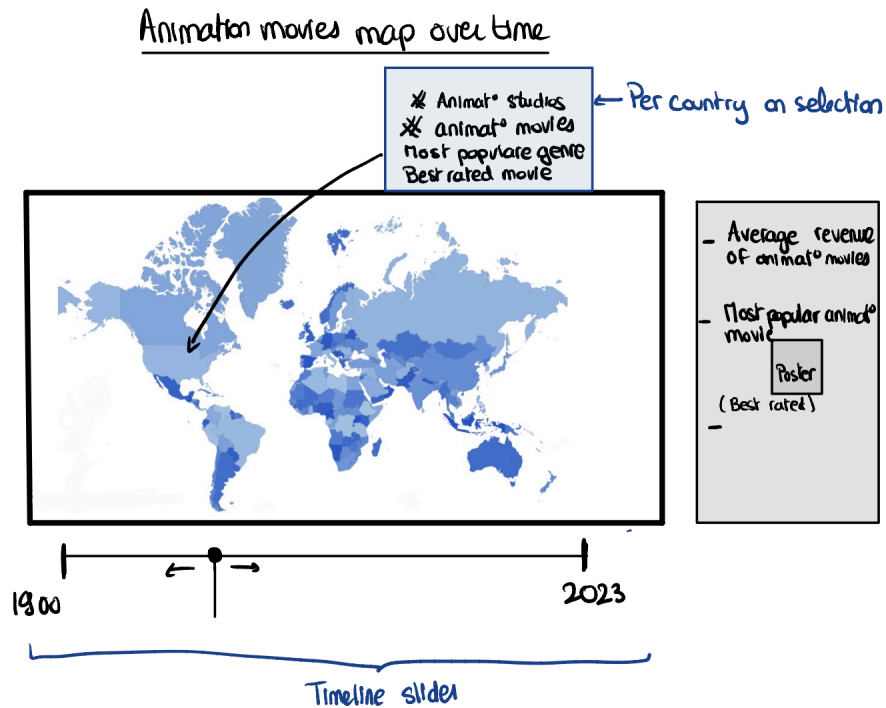 Animation movies map over time
# Animat° studios
# animat° movies
Most populare genre
Best rated movie
← Per country on selection
- Average revenue
of animat° movies
- Most popular animat°
movie
Poster
(Best rated)
-
1900
2023
Timeline slider